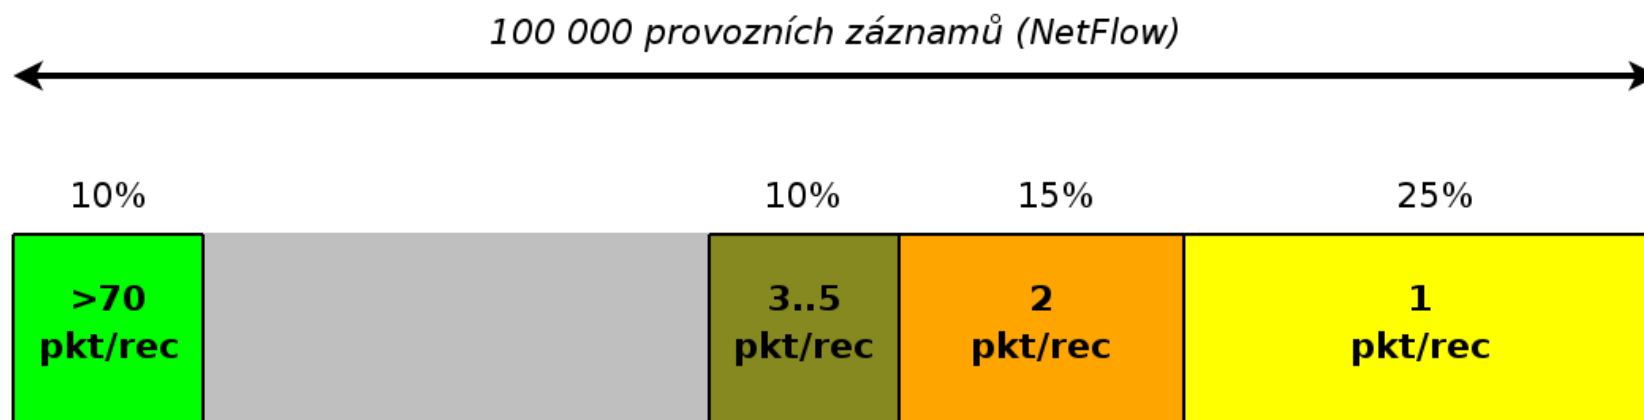 100 000 provozních záznamů (NetFlow)
10%
10%
15%
25%
>70
pkt/rec
3..5
pkt/rec
2
pkt/rec
1
pkt/rec